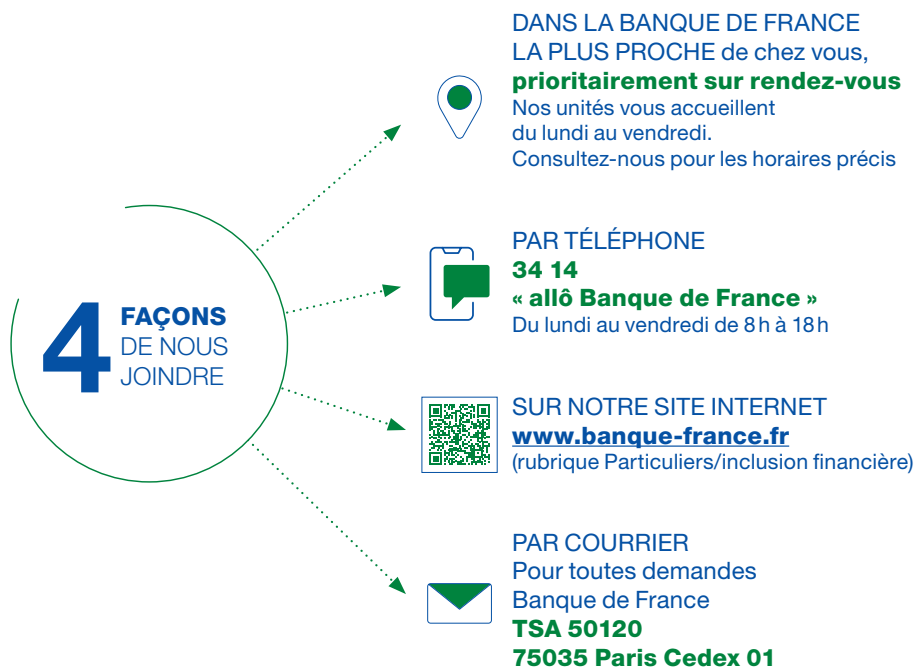 4 FAÇONS
DE NOUS
JOINDRE
DANS LA BANQUE DE FRANCE
LA PLUS PROCHE de chez vous,
prioritairement sur rendez-vous
Nos unités vous accueillent
du lundi au vendredi.
Consultez-nous pour les horaires précis
PAR TÉLÉPHONE
34 14
« allô Banque de France »
Du lundi au vendredi de 8h à 18h
SUR NOTRE SITE INTERNET
www.banque-france.fr
(rubrique Particuliers/inclusion financière)
PAR COURRIER
Pour toutes demandes
Banque de France
TSA 50120
75035 Paris Cedex 01